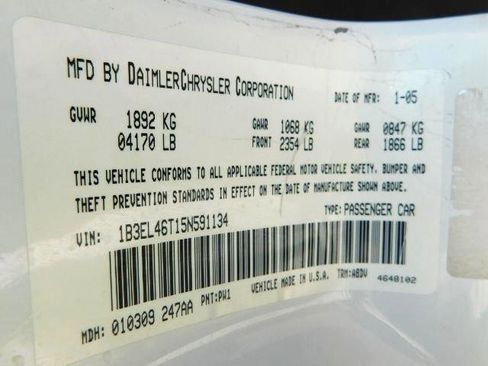 MFD BY DAIMLERCHRYSLER CORPORATION DATE OF MFR: 1-05
GVWR 1892 KG GAWR 1068 KG GAWR 0847 KG
04170 LB FRONT 2354 LB REAR 1866 LB
THIS VEHICLE CONFORMS TO ALL APPLICABLE FEDERAL MOTOR VEHICLE SAFETY, BUMPER AND
THEFT PREVENTION STANDARDS IN EFFECT ON THE DATE OF MANUFACTURE SHOWN ABOVE.
VIN: 1B3EL46T15N591134 TYPE: PASSENGER CAR
VEHICLE MADE IN U.S.A. TRM:A8DV 4648102
MDH: 010309 247AA PNT:PW1